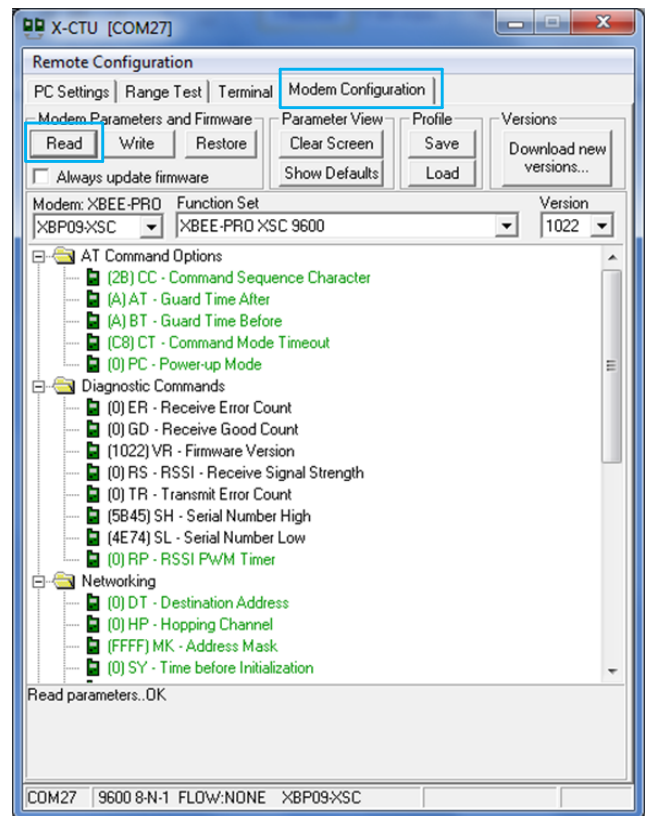 X-CTU [COM27]
Remote Configuration
PC Settings Range Test Terminal Modem Configuration
Modem Parameters and Firmware Parameter View Profile Versions
Read Write Restore Clear Screen Save Download new versions...
Always update firmware Show Defaults Load
Modem: XBEE-PRO Function Set Version
XBP09-XSC XBEE-PRO XSC 9600 1022
AT Command Options
(2B) CC - Command Sequence Character
(A) AT - Guard Time After
(A) BT - Guard Time Before
(C8) CT - Command Mode Timeout
(0) PC - Power-up Mode
Diagnostic Commands
(0) ER - Receive Error Count
(0) GD - Receive Good Count
(1022) VR - Firmware Version
(0) RS - RSSI - Receive Signal Strength
(0) TR - Transmit Error Count
(5B45) SH - Serial Number High
(4E74) SL - Serial Number Low
(0) RP - RSSI PWM Timer
Networking
(0) DT - Destination Address
(0) HP - Hopping Channel
(FFFF) MK - Address Mask
(0) SY - Time before Initialization
Read parameters..OK
COM27 9600 8-N-1 FLOW:NONE XBP09-XSC